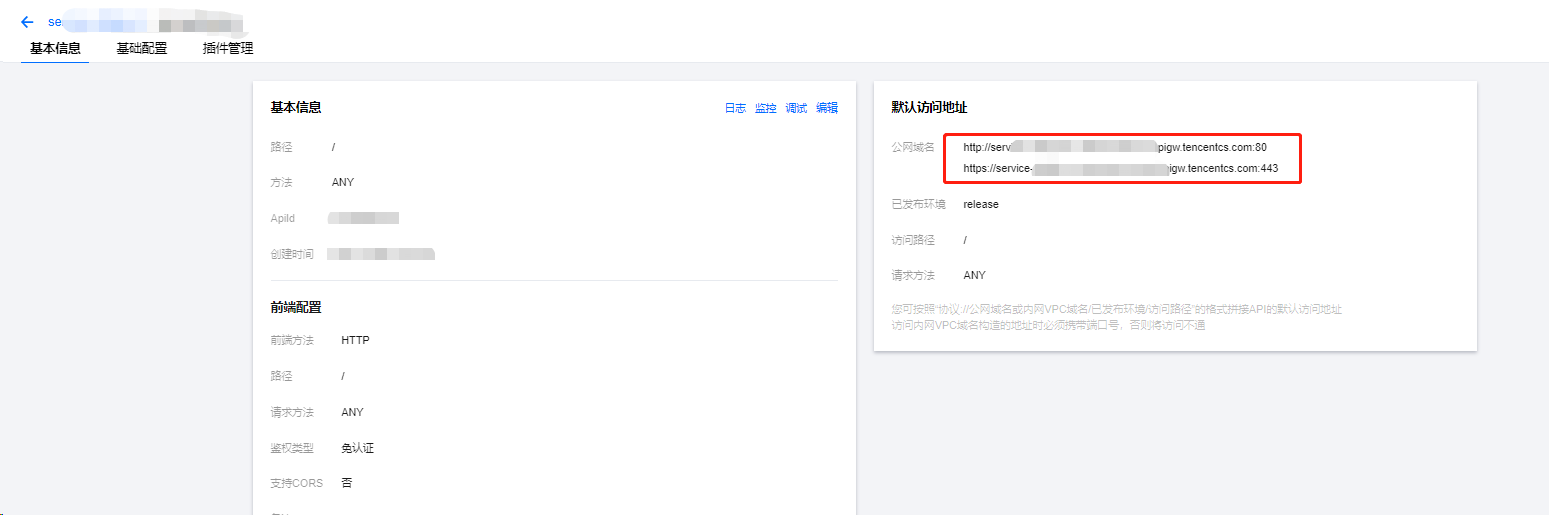 基本信息 基础配置 插件管理
基本信息 日志 监控 调试 编辑
路径 /
方法 ANY
ApiId
创建时间
前端配置
前端方法 HTTP
路径 /
请求方法 ANY
鉴权类型 免认证
支持CORS 否
默认访问地址
公网域名 http://serv pigw.tencentcs.com:80
https://service- igw.tencentcs.com:443
已发布环境 release
访问路径 /
请求方法 ANY
您可按照“协议://公网域名或内网VPC域名/已发布环境/访问路径”的格式拼接API的默认访问地址
访问内网VPC域名构造的地址时必须携带端口号，否则将访问不通